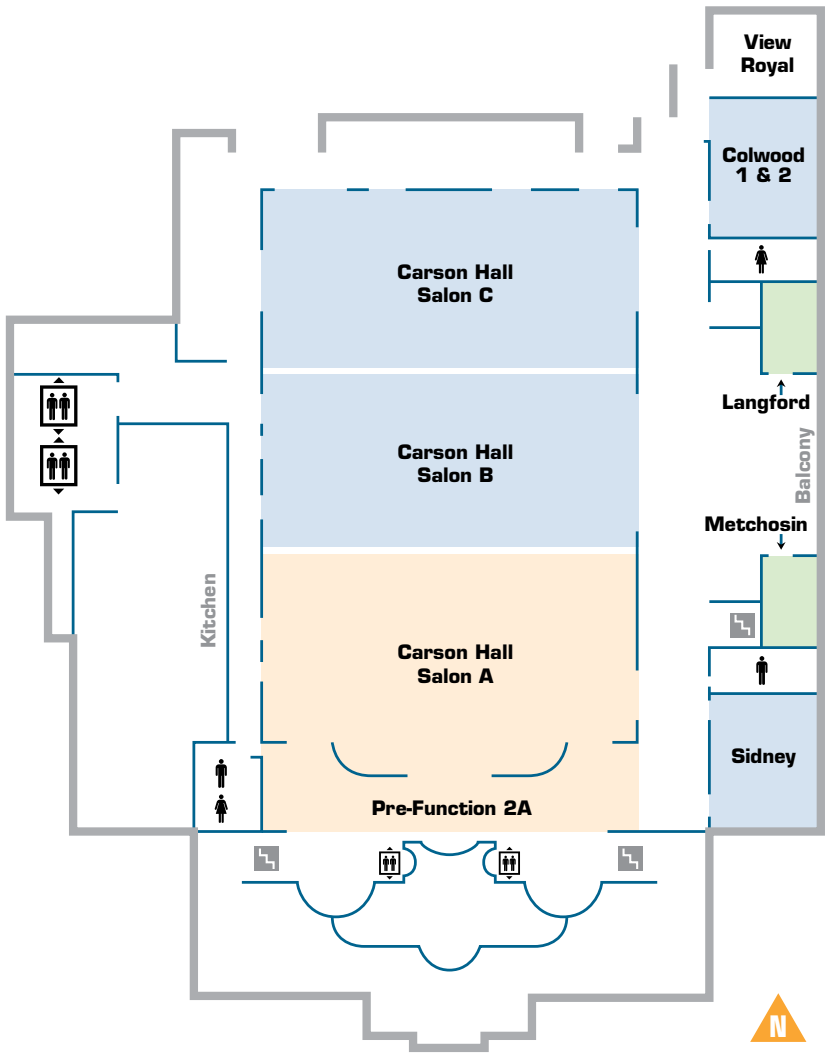 View
Royal
Colwood
1 & 2
Carson Hall
Salon C
Langford
Balcony
Carson Hall
Salon B
Metchosin
Kitchen
Carson Hall
Salon A
Sidney
Pre-Function 2A
N